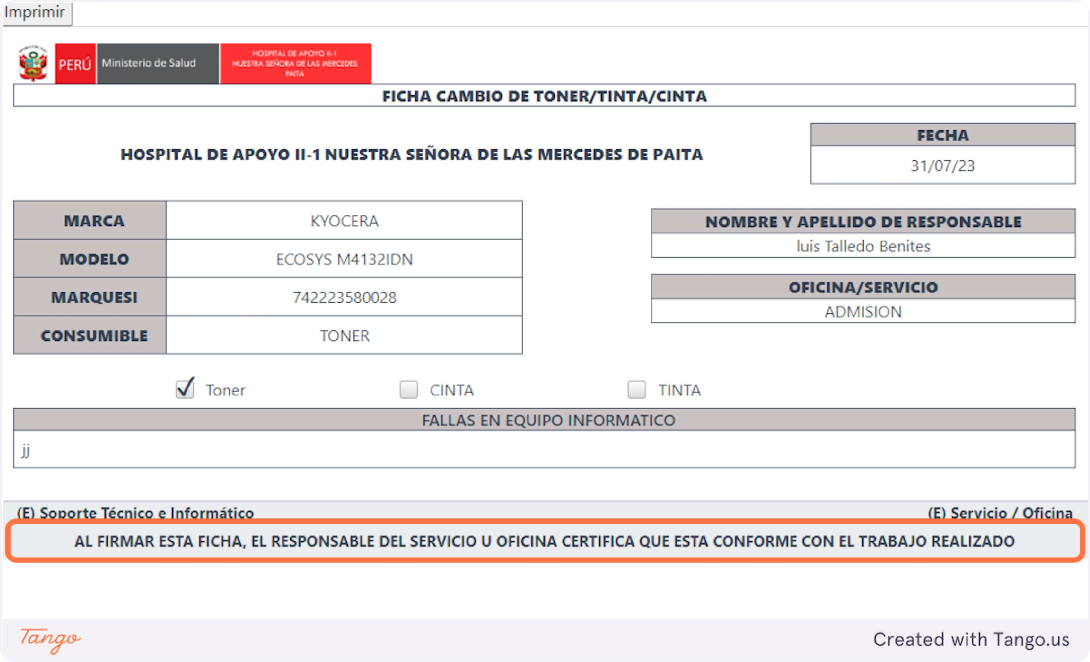 Imprimir
PERÚ
Ministerio de Salud
HOSPITAL DE APOYO II-1
NUESTRA SEÑORA DE LAS MERCEDES
PAITA
FICHA CAMBIO DE TONER/TINTA/CINTA
HOSPITAL DE APOYO II-1 NUESTRA SEÑORA DE LAS MERCEDES DE PAITA
FECHA
31/07/23
MARCA KYOCERA
MODELO ECOSYS M4132IDN
MARQUESI 742223580028
CONSUMIBLE TONER
NOMBRE Y APELLIDO DE RESPONSABLE
luis Talledo Benites
OFICINA/SERVICIO
ADMISION
Toner CINTA TINTA
FALLAS EN EQUIPO INFORMATICO
jj
(E) Soporte Técnico e Informático (E) Servicio / Oficina
AL FIRMAR ESTA FICHA, EL RESPONSABLE DEL SERVICIO U OFICINA CERTIFICA QUE ESTA CONFORME CON EL TRABAJO REALIZADO
Tango Created with Tango.us